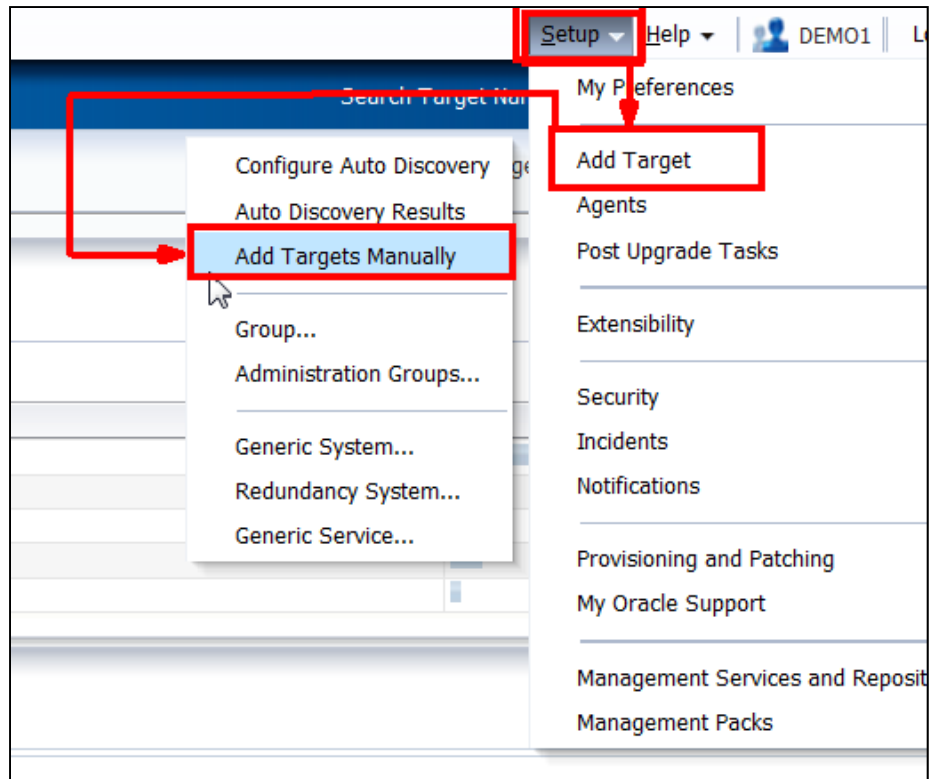 Setup Help DEMO1
Search Target Nar
My Preferences
Add Target
Agents
Post Upgrade Tasks
Extensibility
Security
Incidents
Notifications
Provisioning and Patching
My Oracle Support
Management Services and Reposit
Management Packs
Configure Auto Discovery
Auto Discovery Results
Add Targets Manually
Group...
Administration Groups...
Generic System...
Redundancy System...
Generic Service...